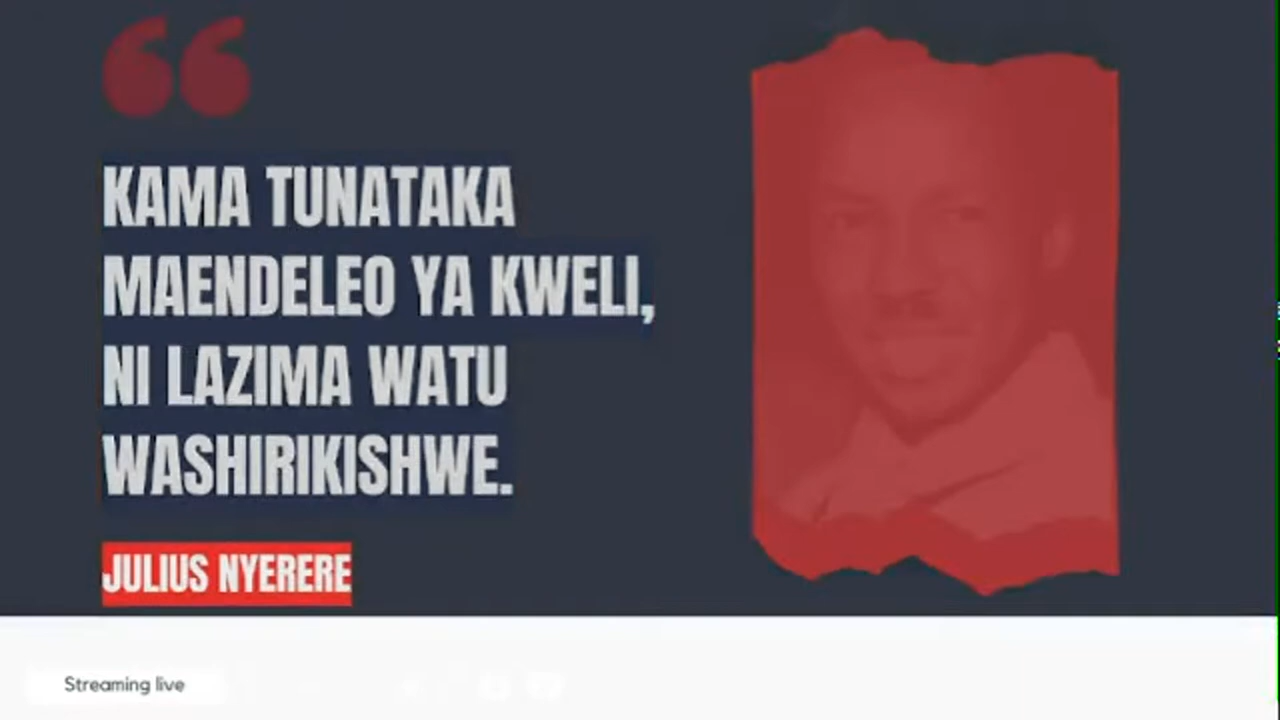 KAMA TUNATAKA
MAENDELEO YA KWELI,
NI LAZIMA WATU
WASHIRIKISHWE.
JULIUS NYERERE
Streaming live